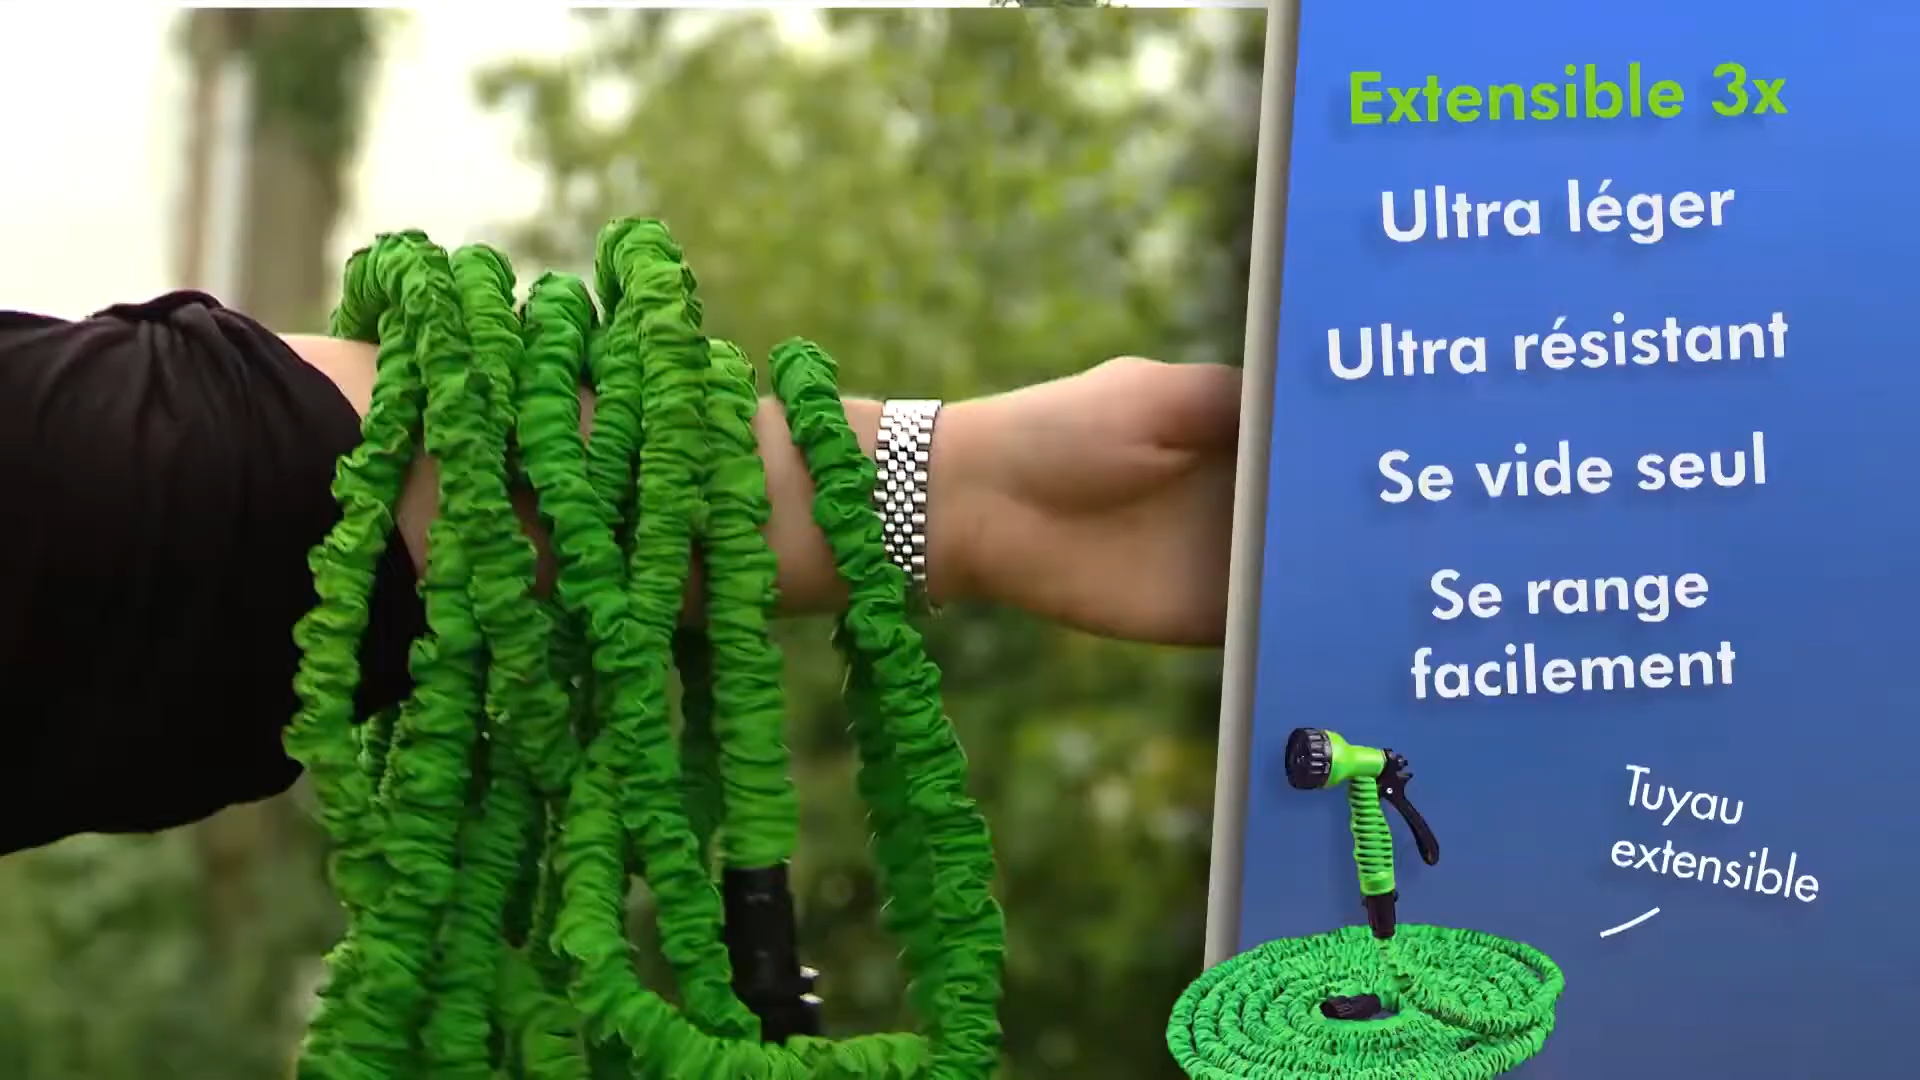 Extensible 3x
Ultra léger
Ultra résistant
Se vide seul
Se range
facilement
Tuyau
extensible